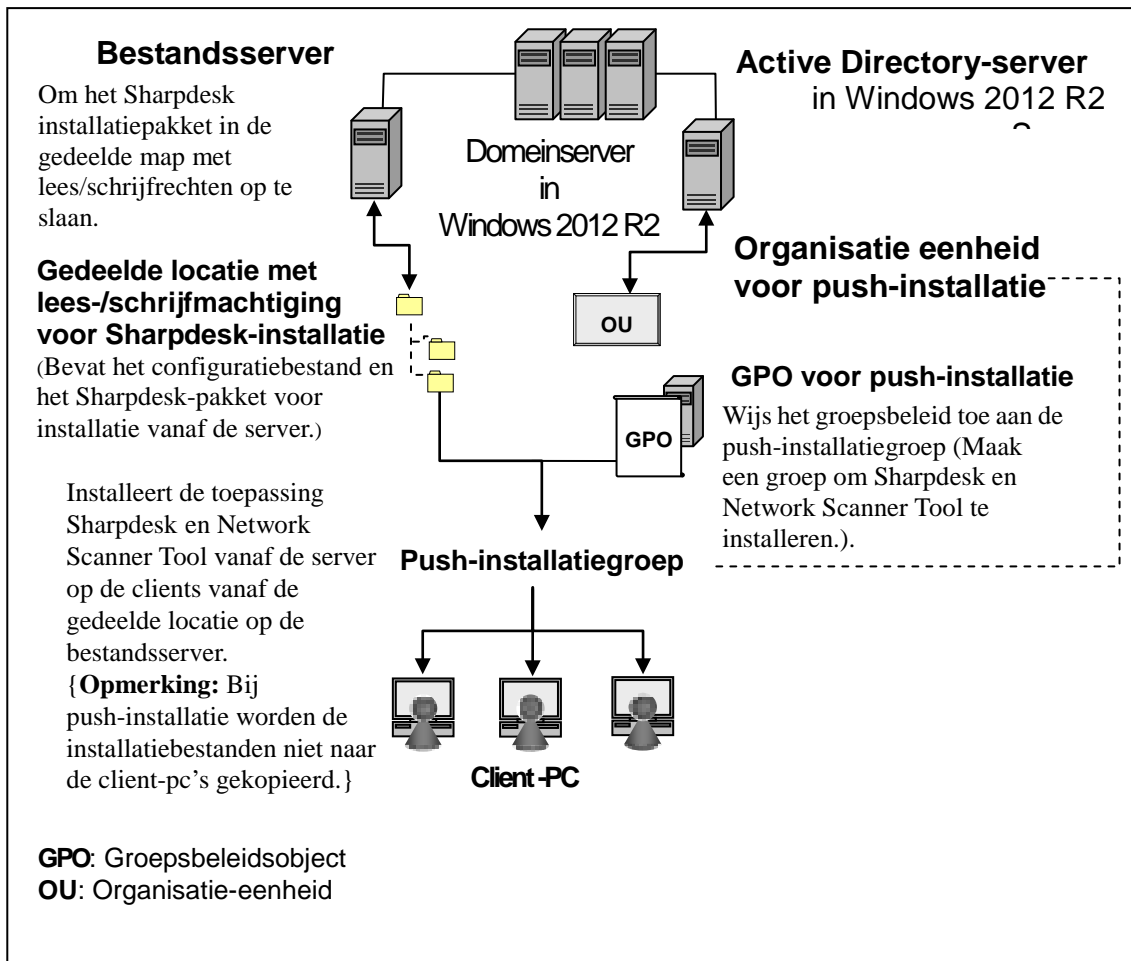 Bestandsserver
Om het Sharpdesk
installatiepakket in de
gedeelde map met
lees/schrijfrechten op te
slaan.
Active Directory-server
in Windows 2012 R2
Domeinserver
in
Windows 2012 R2
Gedeelde locatie met
lees-/schrijfmachtiging
voor Sharpdesk-installatie
(Bevat het configuratiebestand en
het Sharpdesk-pakket voor
installatie vanaf de server.)
Organisatie eenheid
voor push-installatie
OU
GPO voor push-installatie
Wijs het groepsbeleid toe aan de
push-installatiegroep (Maak
een groep om Sharpdesk en
Network Scanner Tool te
installeren.).
GPO
Installeert de toepassing
Sharpdesk en Network
Scanner Tool vanaf de server
op de clients vanaf de
gedeelde locatie op de
bestandsserver.
{Opmerking: Bij
push-installatie worden de
installatiebestanden niet naar
de client-pc's gekopieerd.}
Push-installatiegroep
Client -PC
GPO: Groepsbeleidsobject
OU: Organisatie-eenheid